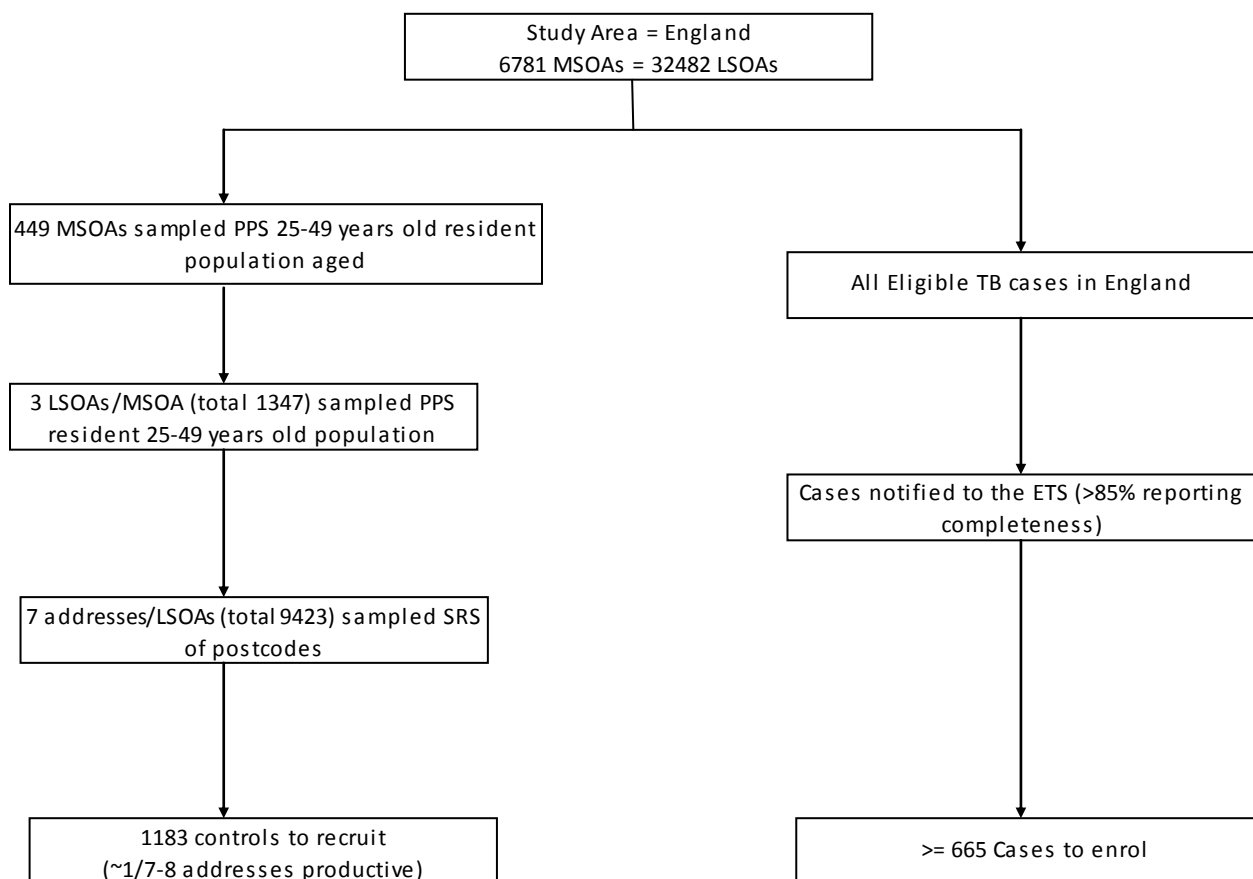 Study Area = England
6781 MSOAs = 32482 LSOAs
449 MSOAs sampled PPS 25-49 years old resident
population aged
3 LSOAs/MSOA (total 1347) sampled PPS
resident 25-49 years old population
7 addresses/LSOAs (total 9423) sampled SRS
of postcodes
1183 controls to recruit
(~1/7-8 addresses productive)
All Eligible TB cases in England
Cases notified to the ETS (>85% reporting
completeness)
>= 665 Cases to enrol